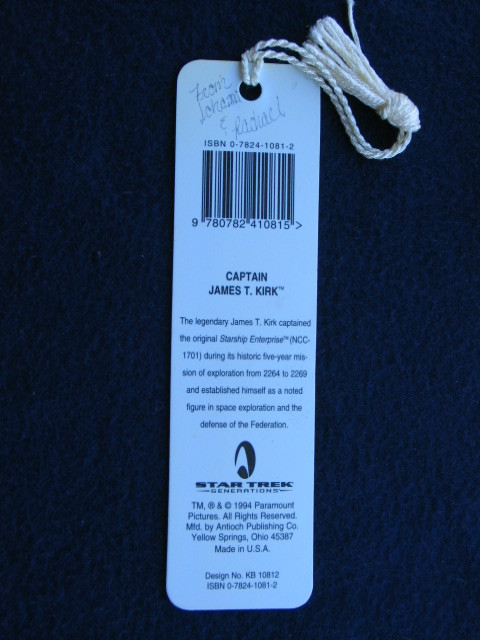 From
Johanna
& Rachael
ISBN 0-7824-1081-2
9 780782 410815 >
CAPTAIN
JAMES T. KIRK™
The legendary James T. Kirk captained
the original Starship Enterprise™ (NCC-
1701) during its historic five-year mis-
sion of exploration from 2264 to 2269
and established himself as a noted
figure in space exploration and the
defense of the Federation.
STAR TREK
GENERATIONS™
TM, ® & © 1994 Paramount
Pictures. All Rights Reserved.
Mfd. by Antioch Publishing Co.
Yellow Springs, Ohio 45387
Made in U.S.A.
Design No. KB 10812
ISBN 0-7824-1081-2